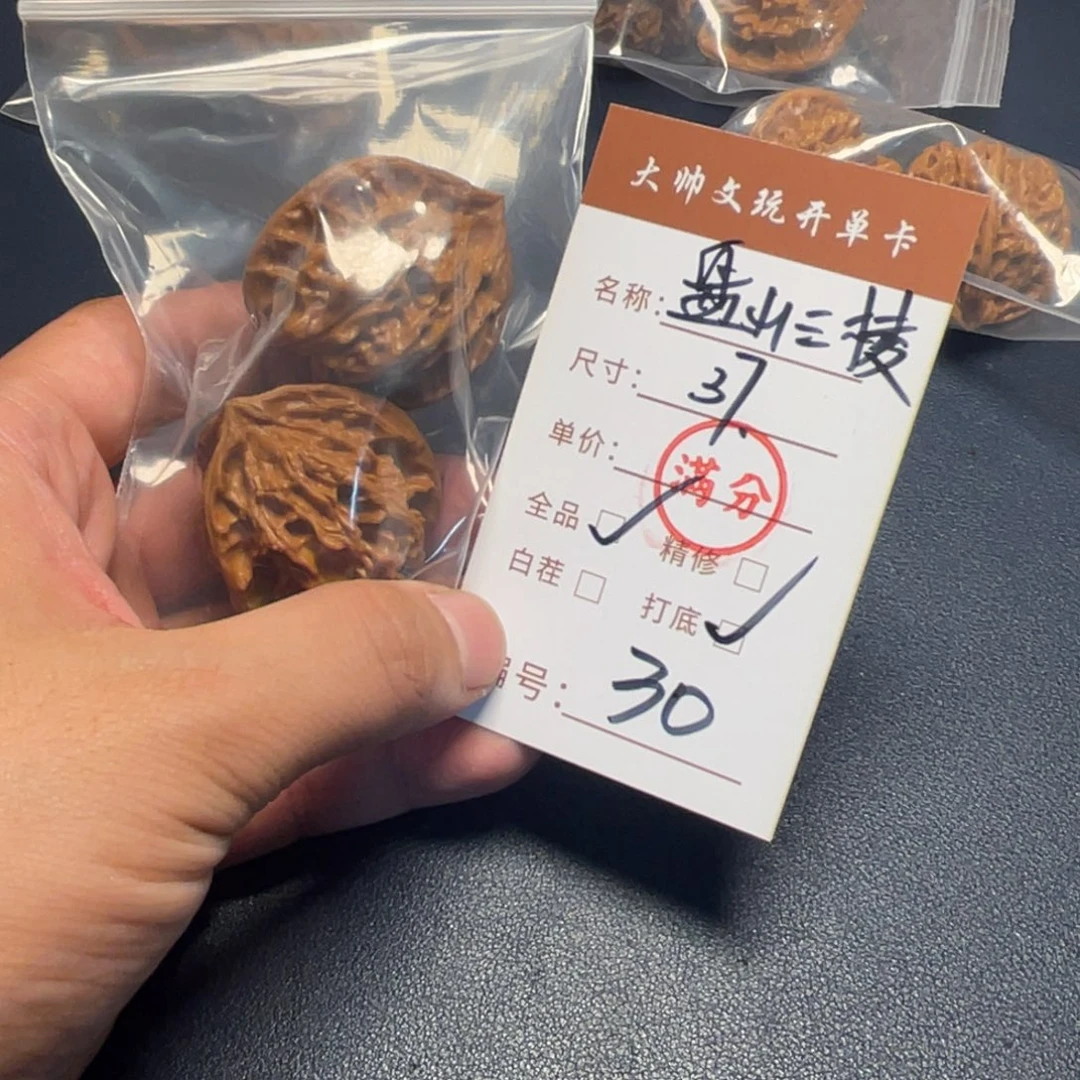 大帅文玩开单卡
名称: 盘山三棱
尺寸: 37.
单价:
满分
全品 ✓ 精修 □
白茬 □ 打底 ✓
编号: 30